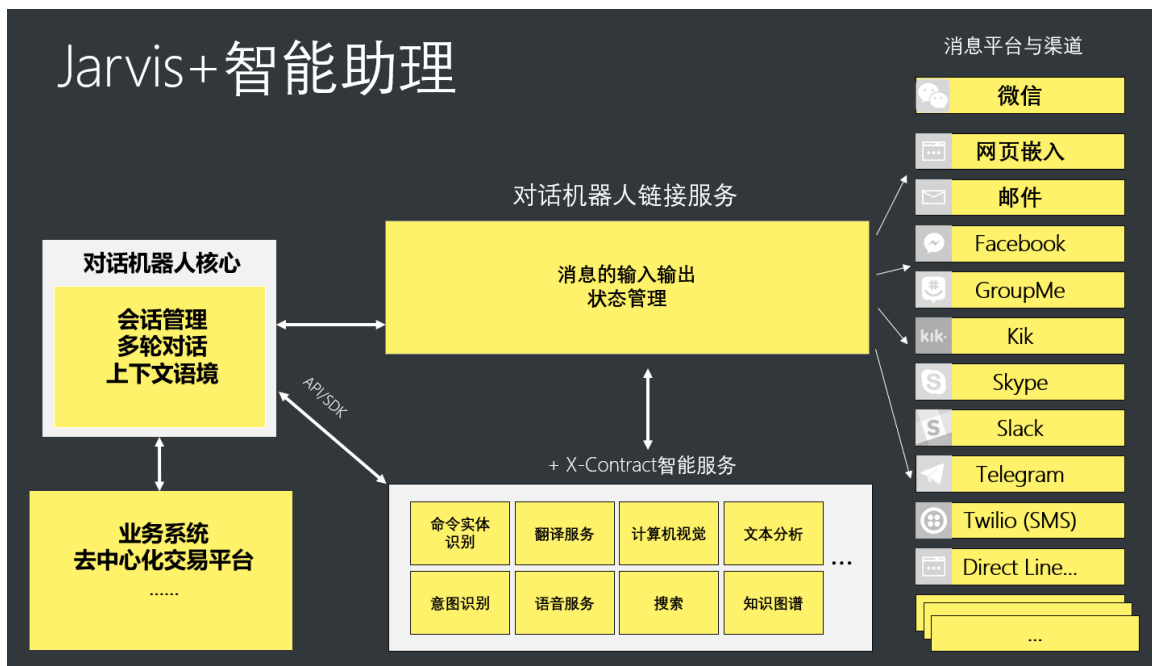 Jarvis+智能助理
消息平台与渠道
微信
网页嵌入
邮件
Facebook
GroupMe
kik.
Kik
Skype
Slack
Telegram
Twilio (SMS)
Direct Line...
...
对话机器人链接服务
消息的输入输出
状态管理
对话机器人核心
会话管理
多轮对话
上下文语境
API/SDK
业务系统
去中心化交易平台
......
+ X-Contract智能服务
命令实体
识别
翻译服务
计算机视觉
文本分析
...
意图识别
语音服务
搜索
知识图谱